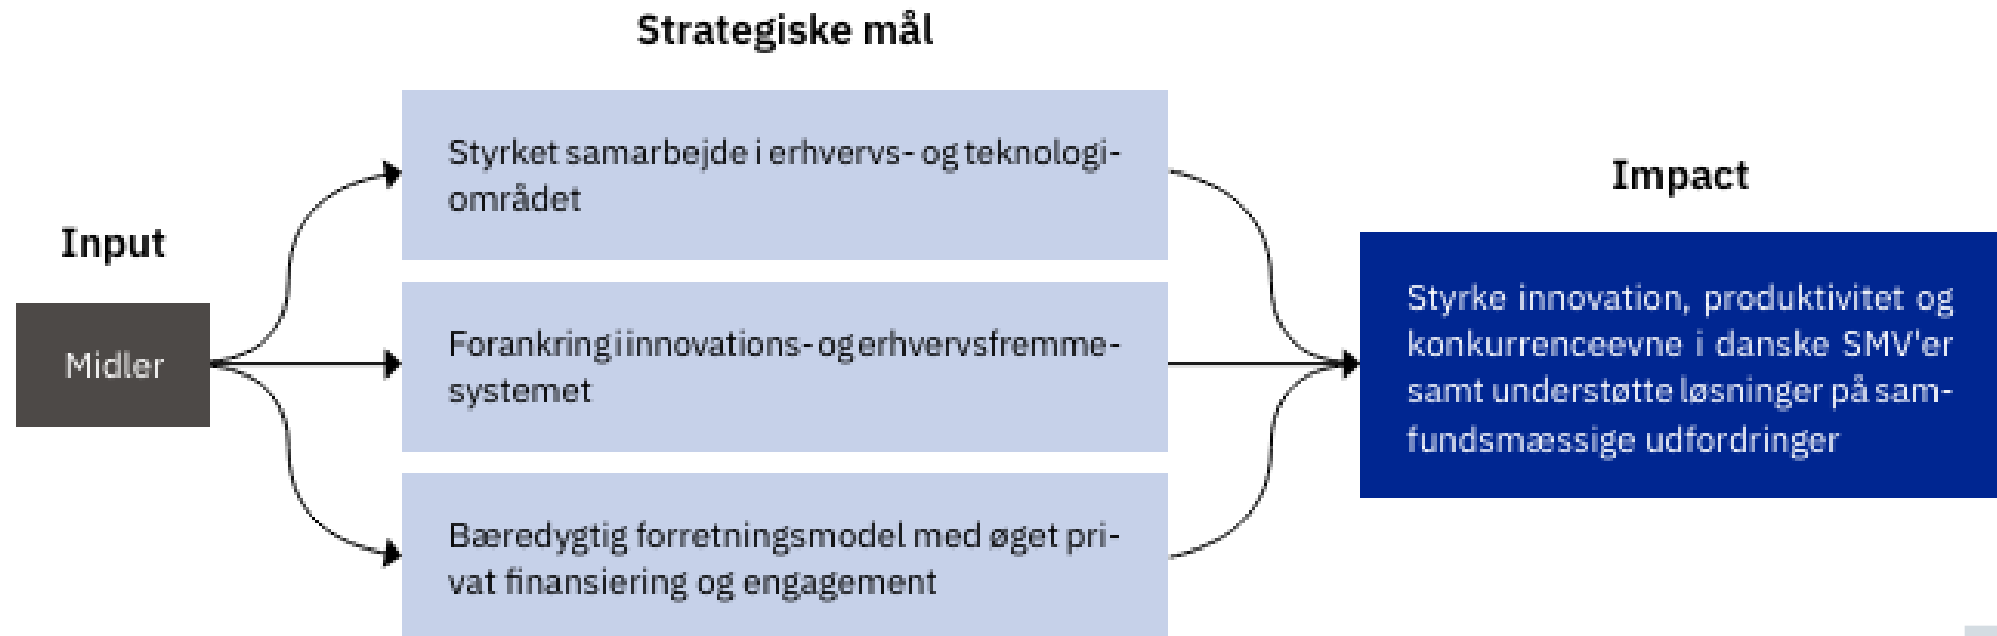 Strategiske mål
Styrket samarbejde i erhvervs- og teknologi-
området
Impact
Input
Styrke innovation, produktivitet og
konkurrenceevne i danske SMV'er
samt understøtte løsninger på sam-
fundsmæssige udfordringer
Midler
Forankring i innovations- og erhvervsfremme-
systemet
Bæredygtig forretningsmodel med øget pri-
vat finansiering og engagement